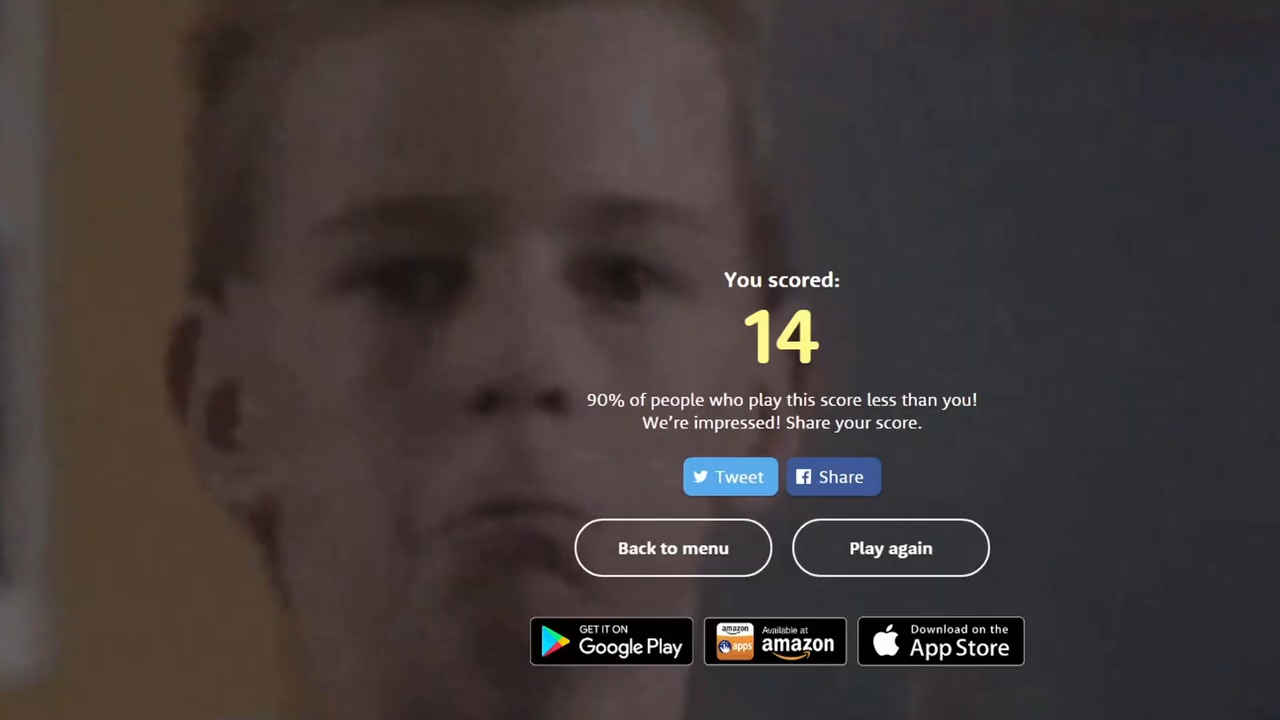 You scored:
14
90% of people who play this score less than you!
We're impressed! Share your score.
Tweet
Share
Back to menu
Play again
GET IT ON
Google Play
amazon
apps
Available at
amazon
Download on the
App Store